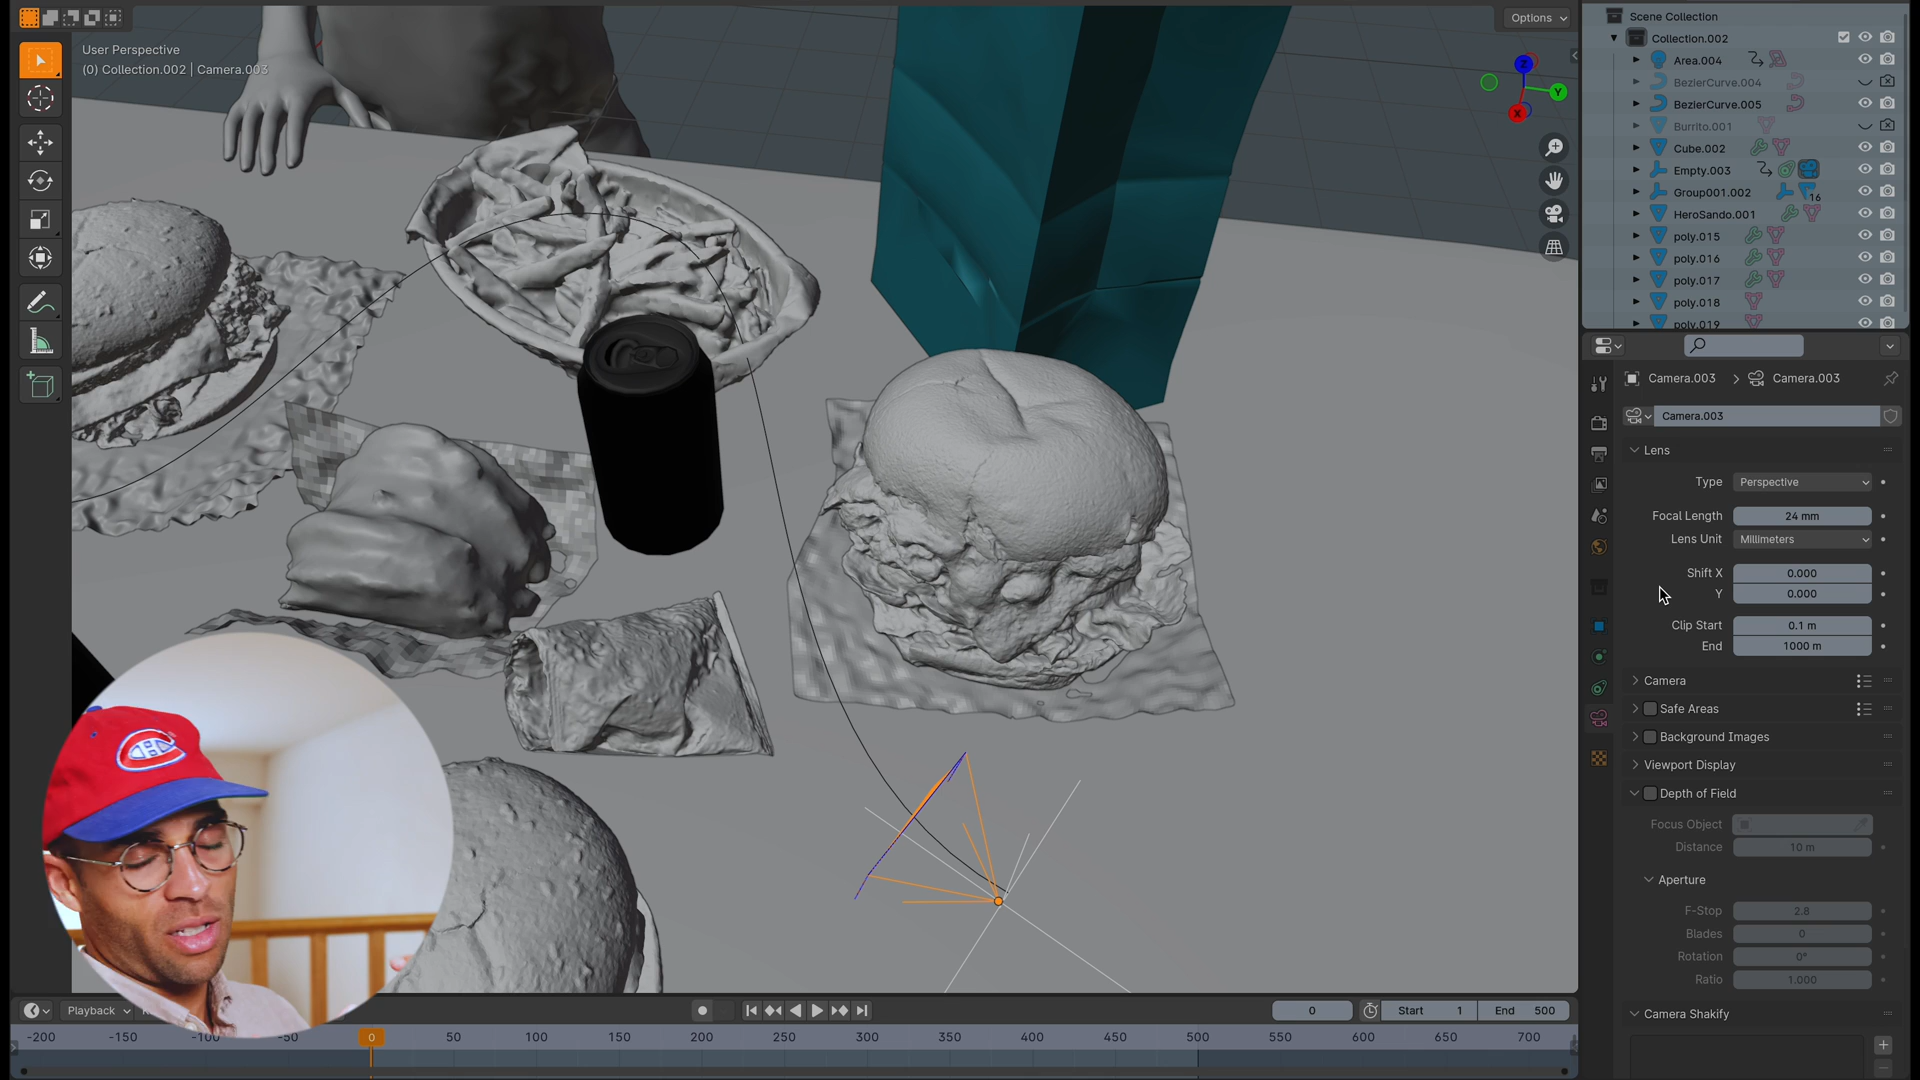 Options
User Perspective
(0) Collection.002 | Camera.003
Z
Y
X
Scene Collection
Collection.002
Area.004
BezierCurve.004
BezierCurve.005
Burrito.001
Cube.002
Empty.003
Group001.002
16
HeroSando.001
poly.015
poly.016
poly.017
poly.018
poly.019
Camera.003 > Camera.003
Camera.003
Lens
Type Perspective
Focal Length 24 mm
Lens Unit Millimeters
Shift X 0.000
Y 0.000
Clip Start 0.1 m
End 1000 m
Camera
Safe Areas
Background Images
Viewport Display
Depth of Field
Focus Object
Distance 10 m
Aperture
F-Stop 2.8
Blades 0
Rotation 0°
Ratio 1.000
Camera Shakify
Playback
0
Start 1
End 500
-200 -150 -100 -50 0 50 100 150 200 250 300 350 400 450 500 550 600 650 700